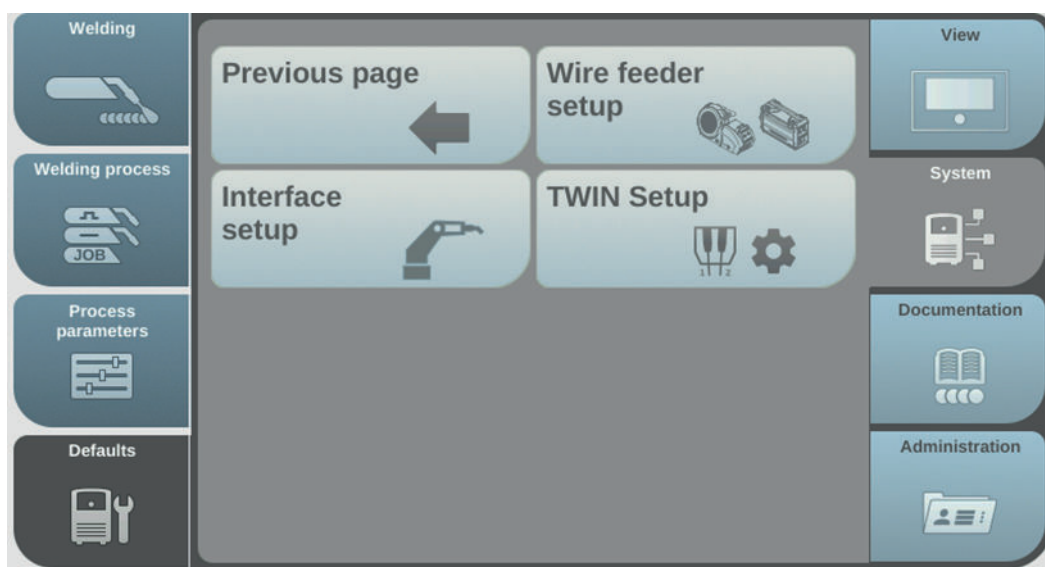 Welding
Welding process
JOB
Process
parameters
Defaults
Previous page
Wire feeder
setup
Interface
setup
TWIN Setup
1 2
View
System
Documentation
Administration